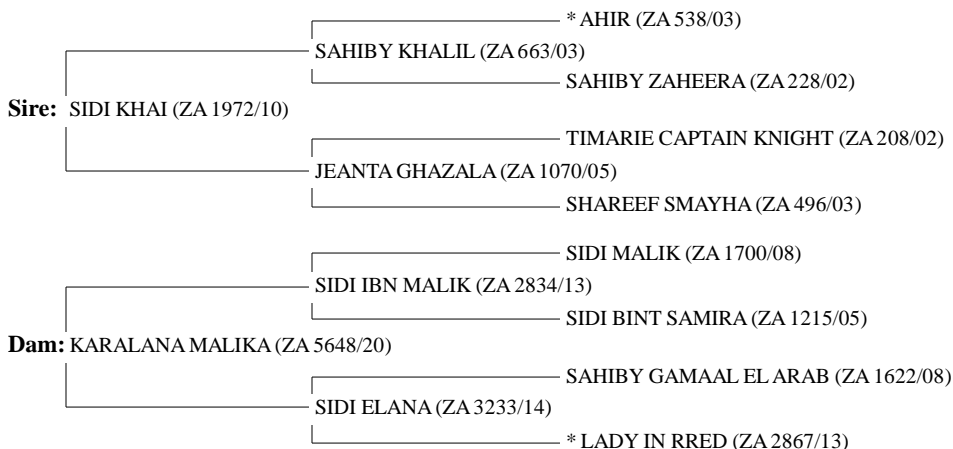 * AHIR (ZA 538/03)
SAHIBY KHALIL (ZA 663/03)
SAHIBY ZAHEERA (ZA 228/02)
Sire: SIDI KHAI (ZA 1972/10)
TIMARIE CAPTAIN KNIGHT (ZA 208/02)
JEANTA GHAZALA (ZA 1070/05)
SHAREEF SMAYHA (ZA 496/03)
SIDI MALIK (ZA 1700/08)
SIDI IBN MALIK (ZA 2834/13)
SIDI BINT SAMIRA (ZA 1215/05)
Dam: KARALANA MALIKA (ZA 5648/20)
SAHIBY GAMAAL EL ARAB (ZA 1622/08)
SIDI ELANA (ZA 3233/14)
* LADY IN RRED (ZA 2867/13)